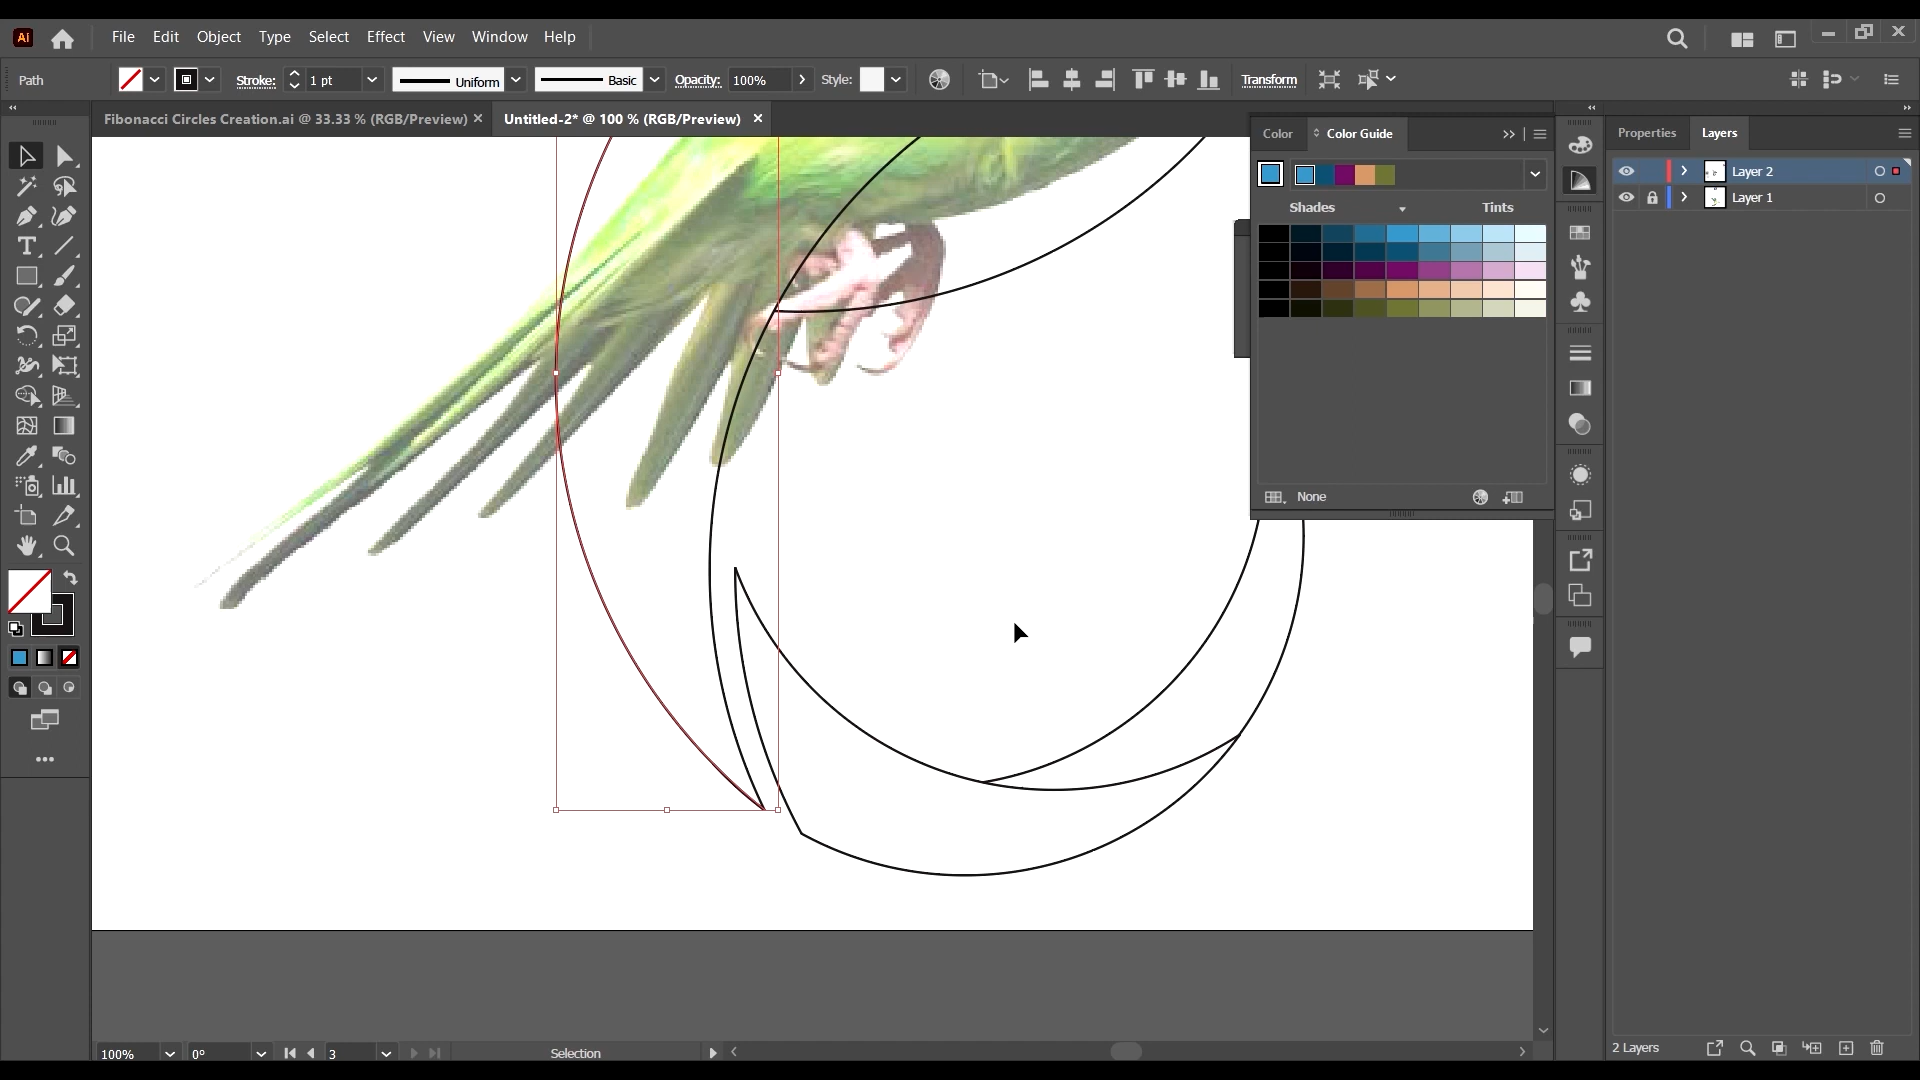 Ai File Edit Object Type Select Effect View Window Help
Path Stroke: 1 pt Uniform Basic Opacity: 100% Style: Transform
Fibonacci Circles Creation.ai @ 33.33 % (RGB/Preview) Untitled-2* @ 100 % (RGB/Preview)
Color Color Guide
Shades Tints
None
Properties Layers
Layer 2
Layer 1
2 Layers
100% 0° 3 Selection